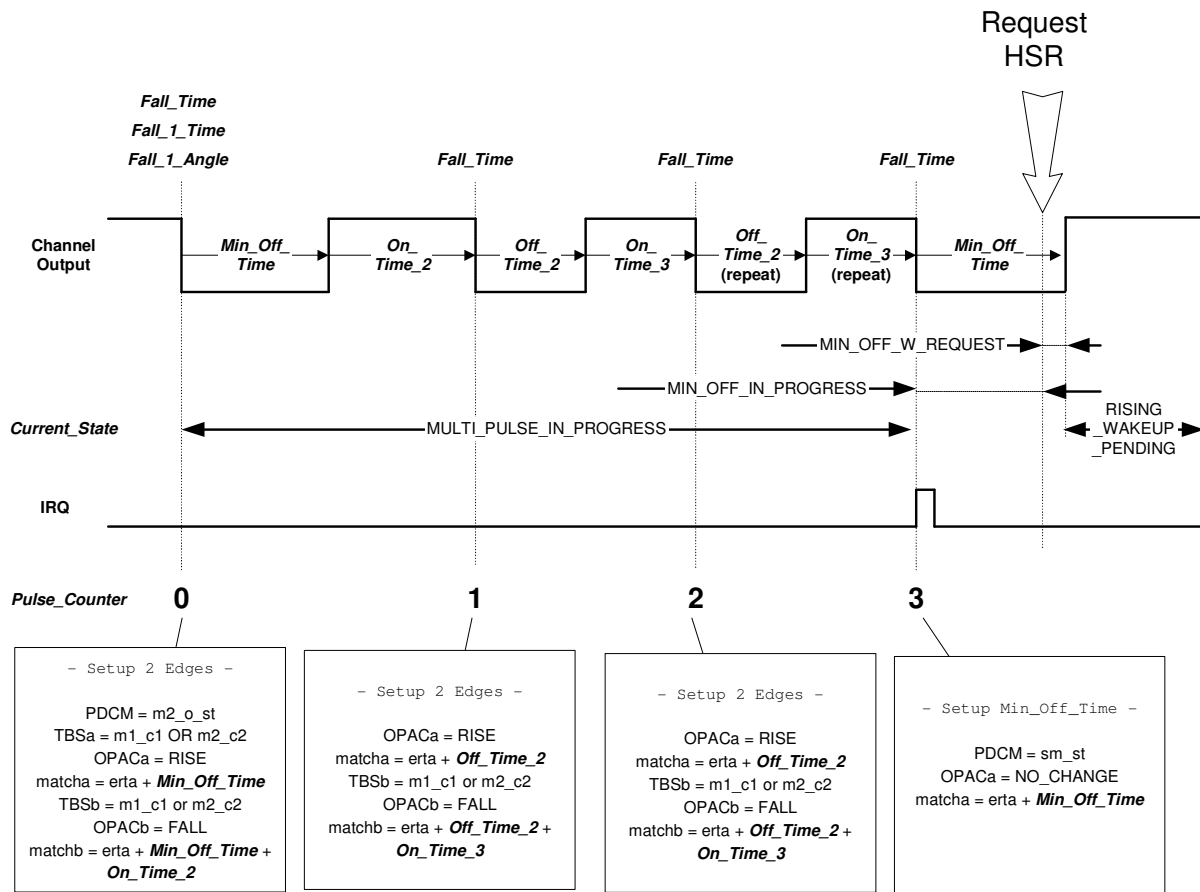 Request
HSR
Fall_Time
Fall_1_Time
Fall_1_Angle
Fall_Time
Fall_Time
Fall_Time
Channel
Output
Min_Off_
Time
On_
Time_2
Off_
Time_2
On_
Time_3
Off_
Time_2
(repeat)
On_
Time_3
(repeat)
Min_Off_
Time
MIN_OFF_W_REQUEST
MIN_OFF_IN_PROGRESS
Current_State
MULTI_PULSE_IN_PROGRESS
RISING
_WAKEUP
_PENDING
IRQ
Pulse_Counter
0
1
2
3
- Setup 2 Edges -
PDCM = m2_o_st
TBSa = m1_c1 OR m2_c2
OPACa = RISE
matcha = erta + Min_Off_Time
TBSb = m1_c1 or m2_c2
OPACb = FALL
matchb = erta + Min_Off_Time +
On_Time_2
- Setup 2 Edges -
OPACa = RISE
matcha = erta + Off_Time_2
TBSb = m1_c1 or m2_c2
OPACb = FALL
matchb = erta + Off_Time_2 +
On_Time_3
- Setup 2 Edges -
OPACa = RISE
matcha = erta + Off_Time_2
TBSb = m1_c1 or m2_c2
OPACb = FALL
matchb = erta + Off_Time_2 +
On_Time_3
- Setup Min_Off_Time -
PDCM = sm_st
OPACa = NO_CHANGE
matcha = erta + Min_Off_Time